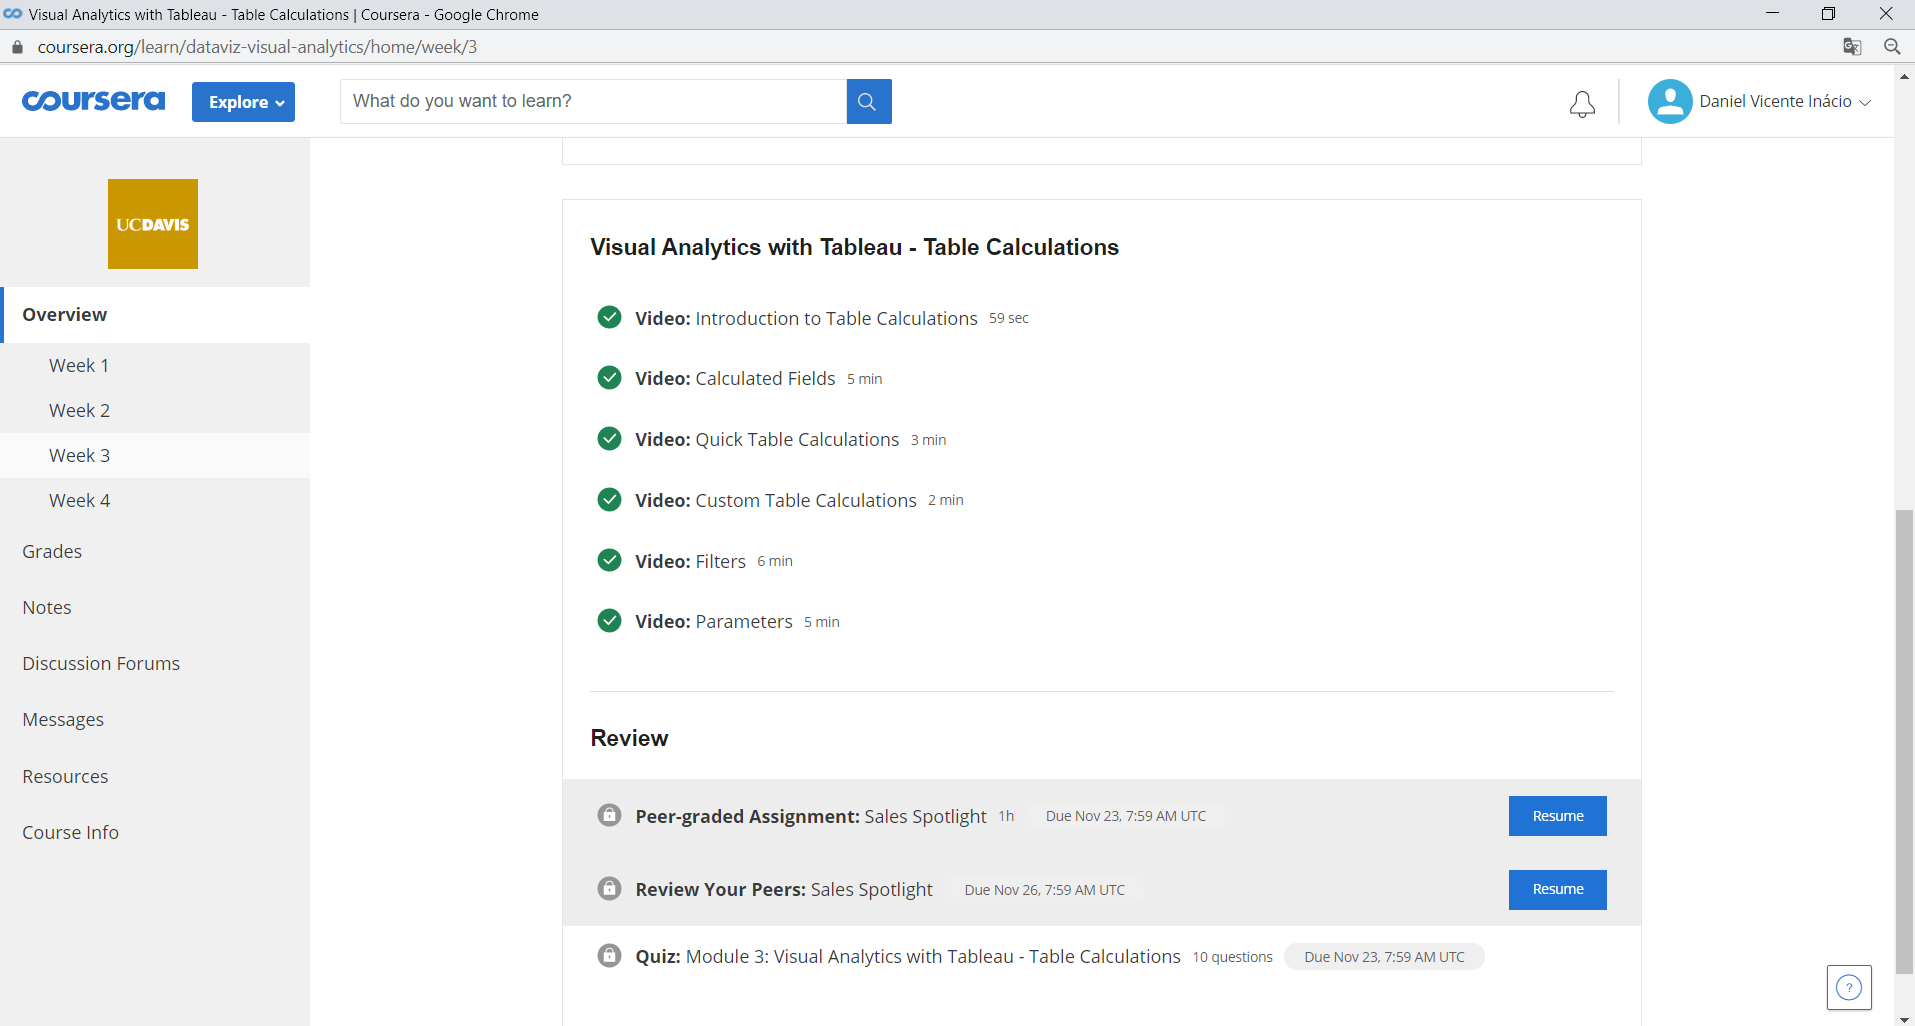 Visual Analytics with Tableau - Table Calculations | Coursera - Google Chrome
coursera.org/learn/dataviz-visual-analytics/home/week/3
coursera
Explore
What do you want to learn?
Daniel Vicente Inácio
UCDAVIS
Overview
Week 1
Week 2
Week 3
Week 4
Grades
Notes
Discussion Forums
Messages
Resources
Course Info
Visual Analytics with Tableau - Table Calculations
Video: Introduction to Table Calculations 59 sec
Video: Calculated Fields 5 min
Video: Quick Table Calculations 3 min
Video: Custom Table Calculations 2 min
Video: Filters 6 min
Video: Parameters 5 min
Review
Peer-graded Assignment: Sales Spotlight 1h Due Nov 23, 7:59 AM UTC Resume
Review Your Peers: Sales Spotlight Due Nov 26, 7:59 AM UTC Resume
Quiz: Module 3: Visual Analytics with Tableau - Table Calculations 10 questions Due Nov 23, 7:59 AM UTC
?